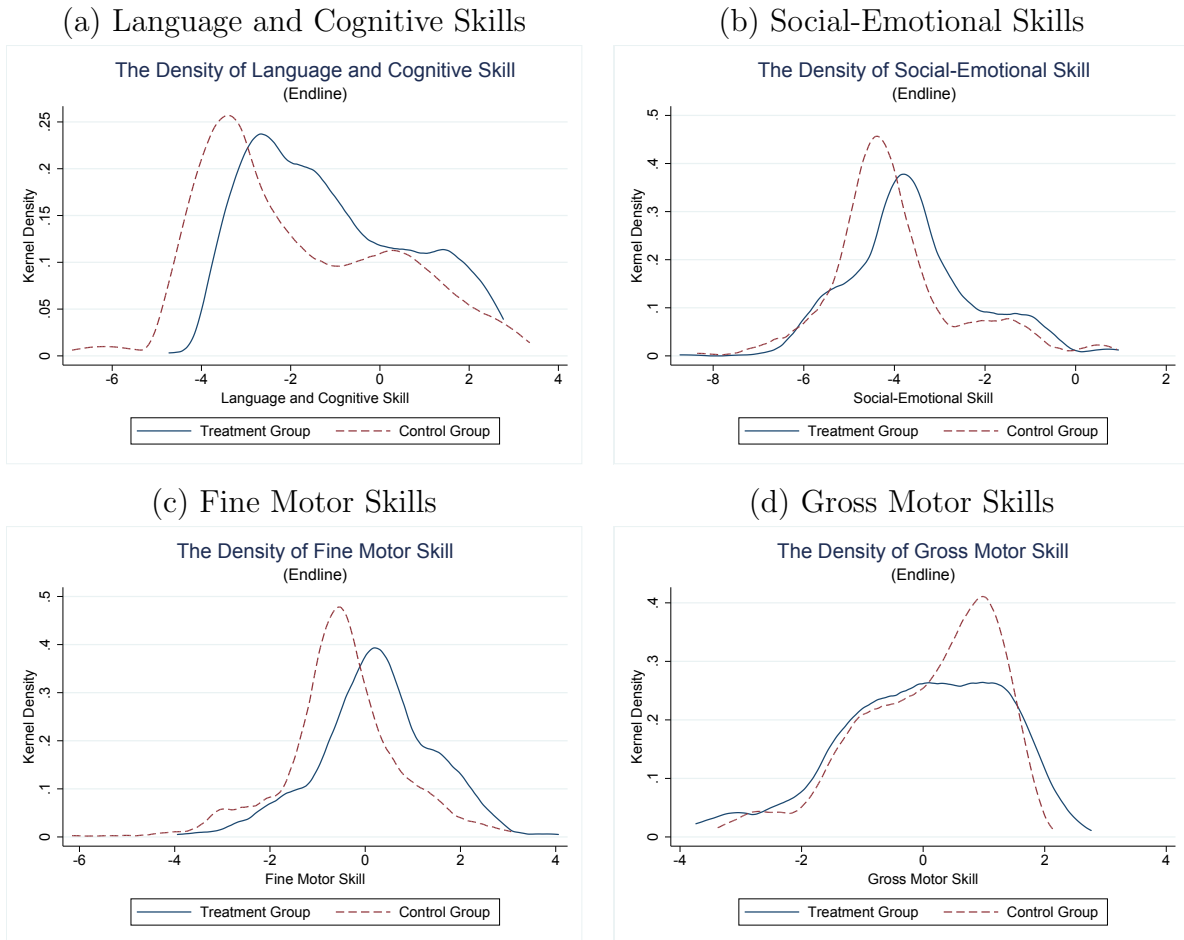 (a) Language and Cognitive Skills
The Density of Language and Cognitive Skill
(Endline)
Kernel Density
0 .05 .1 .15 .2 .25
-6 -4 -2 0 2 4
Language and Cognitive Skill
Treatment Group Control Group
(b) Social-Emotional Skills
The Density of Social-Emotional Skill
(Endline)
Kernel Density
0 .1 .2 .3 .4 .5
-8 -6 -4 -2 0 2
Social-Emotional Skill
Treatment Group Control Group
(c) Fine Motor Skills
The Density of Fine Motor Skill
(Endline)
Kernel Density
0 .1 .2 .3 .4 .5
-6 -4 -2 0 2 4
Fine Motor Skill
Treatment Group Control Group
(d) Gross Motor Skills
The Density of Gross Motor Skill
(Endline)
Kernel Density
0 .1 .2 .3 .4
-4 -2 0 2 4
Gross Motor Skill
Treatment Group Control Group